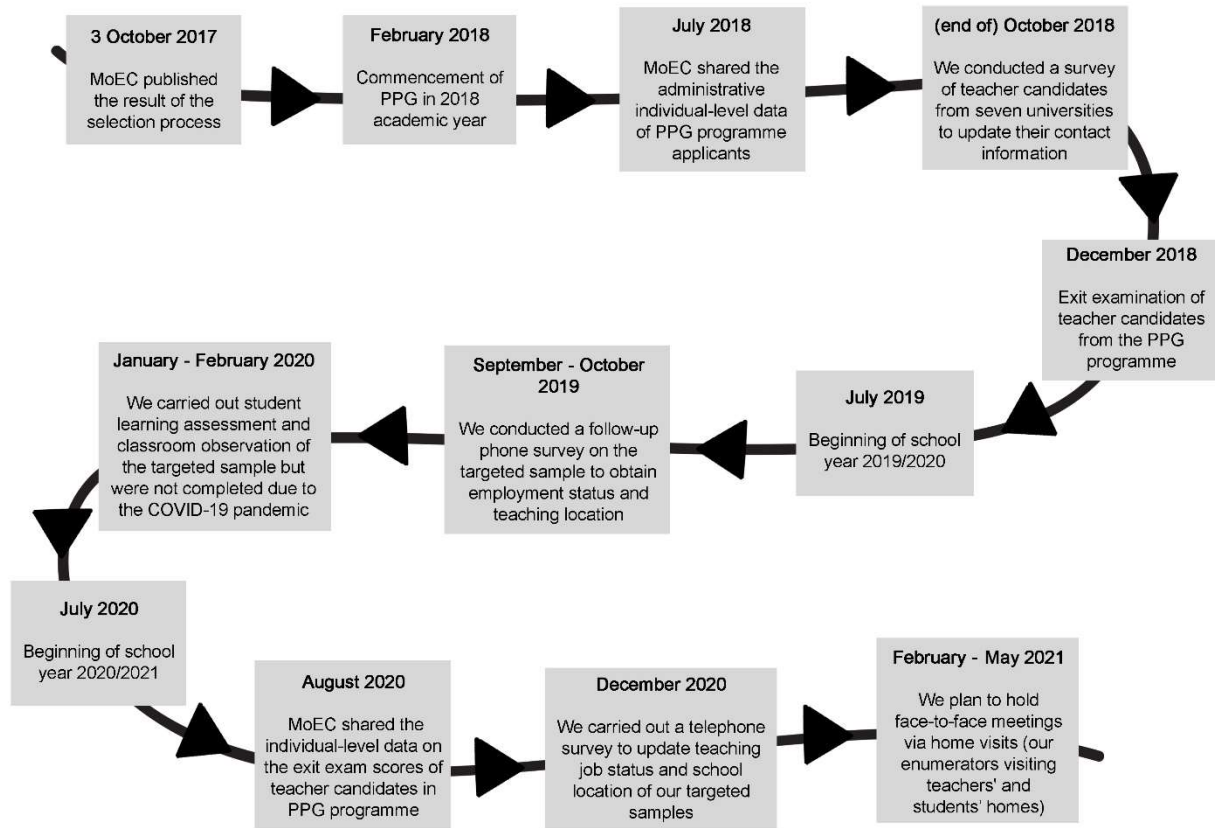 3 October 2017
MoEC published
the result of the
selection process
February 2018
Commencement of
PPG in 2018
academic year
July 2018
MoEC shared the
administrative
individual-level data
of PPG programme
applicants
(end of) October 2018
We conducted a survey
of teacher candidates
from seven universities
to update their contact
information
December 2018
Exit examination of
teacher candidates
from the PPG
programme
July 2019
Beginning of school
year 2019/2020
September - October
2019
We conducted a follow-up
phone survey on the
targeted sample to obtain
employment status and
teaching location
January - February 2020
We carried out student
learning assessment and
classroom observation of
the targeted sample but
were not completed due to
the COVID-19 pandemic
July 2020
Beginning of school
year 2020/2021
August 2020
MoEC shared the
individual-level data on
the exit exam scores of
teacher candidates in
PPG programme
December 2020
We carried out a telephone
survey to update teaching
job status and school
location of our targeted
samples
February - May 2021
We plan to hold
face-to-face meetings
via home visits (our
enumerators visiting
teachers' and
students' homes)